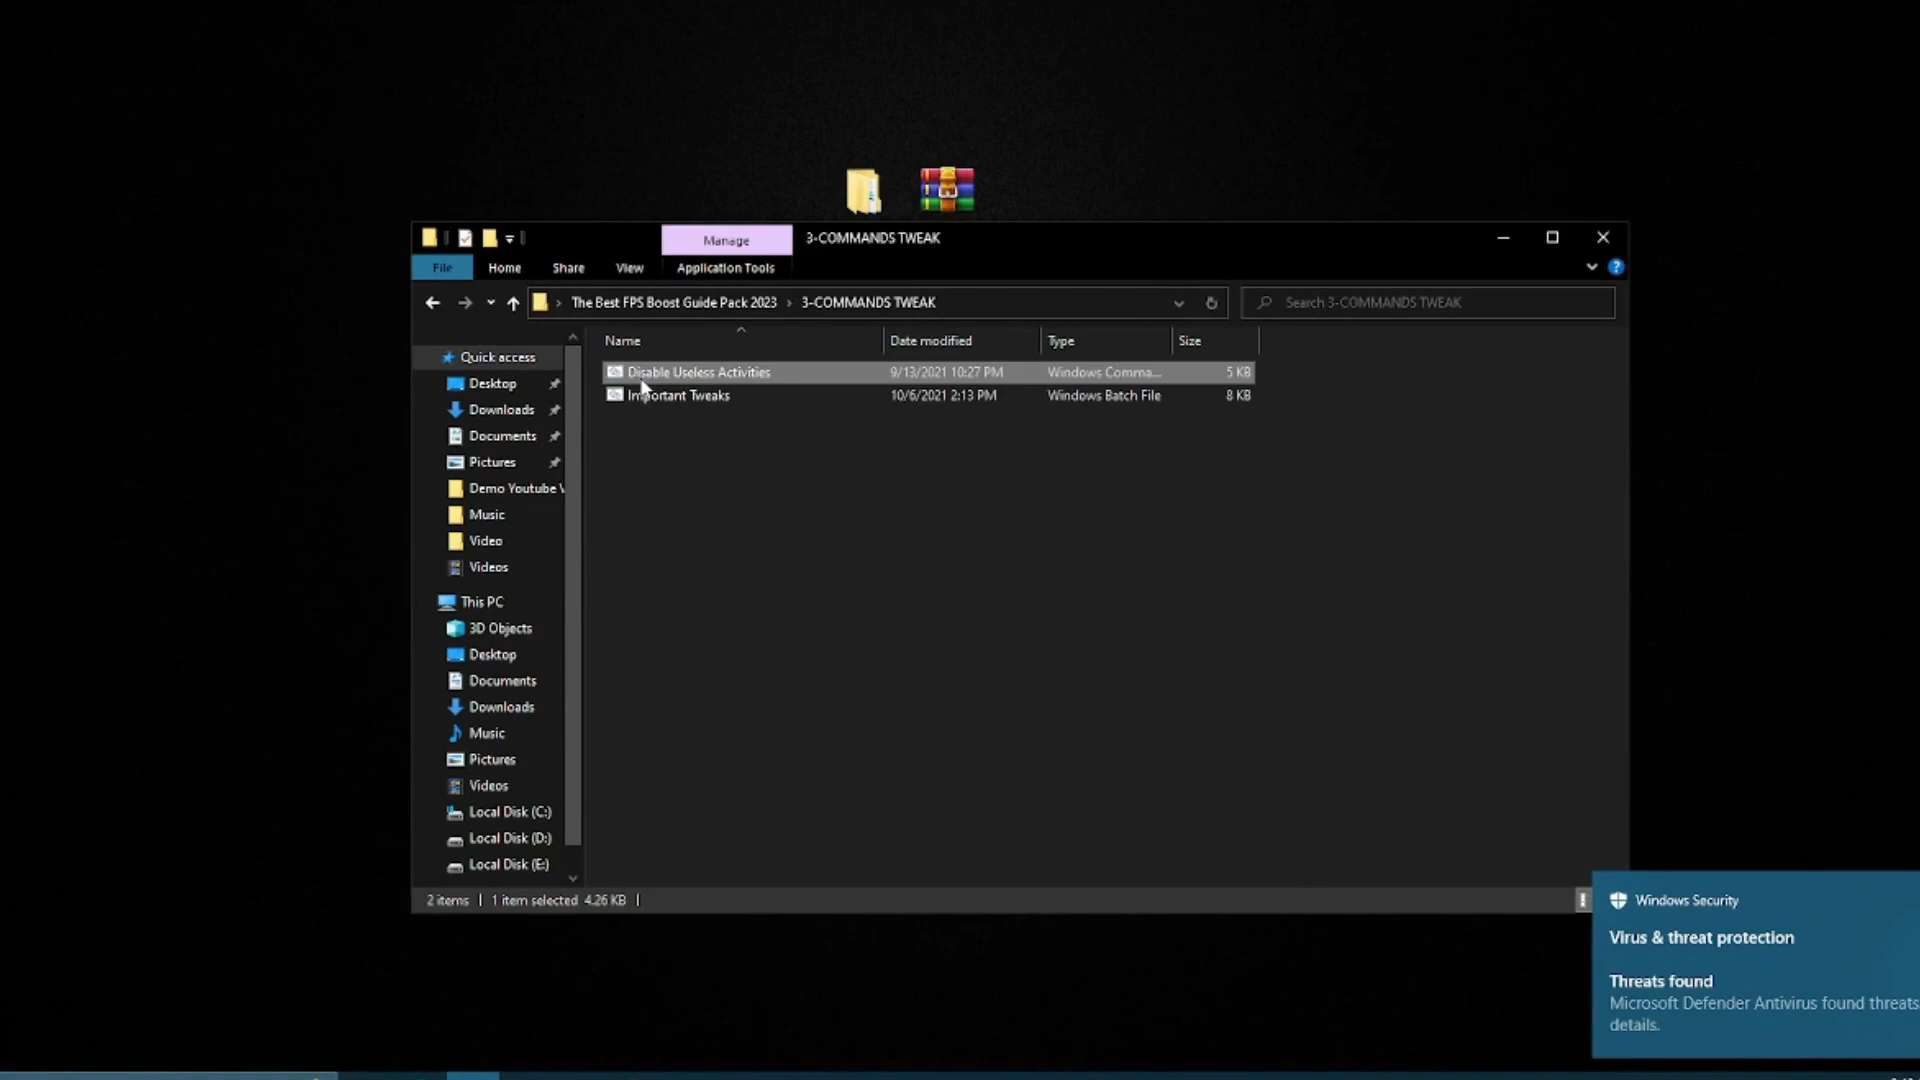 Manage
3-COMMANDS TWEAK
File
Home
Share
View
Application Tools
The Best FPS Boost Guide Pack 2023 › 3-COMMANDS TWEAK
Search 3-COMMANDS TWEAK
Name
Date modified
Type
Size
Disable Useless Activities
9/13/2021 10:27 PM
Windows Comma...
5 KB
Important Tweaks
10/6/2021 2:13 PM
Windows Batch File
8 KB
Quick access
Desktop
Downloads
Documents
Pictures
Demo Youtube
Music
Video
Videos
This PC
3D Objects
Desktop
Documents
Downloads
Music
Pictures
Videos
Local Disk (C:)
Local Disk (D:)
Local Disk (E:)
2 items
1 item selected 4.26 KB
Windows Security
Virus & threat protection
Threats found
Microsoft Defender Antivirus found threats
details.